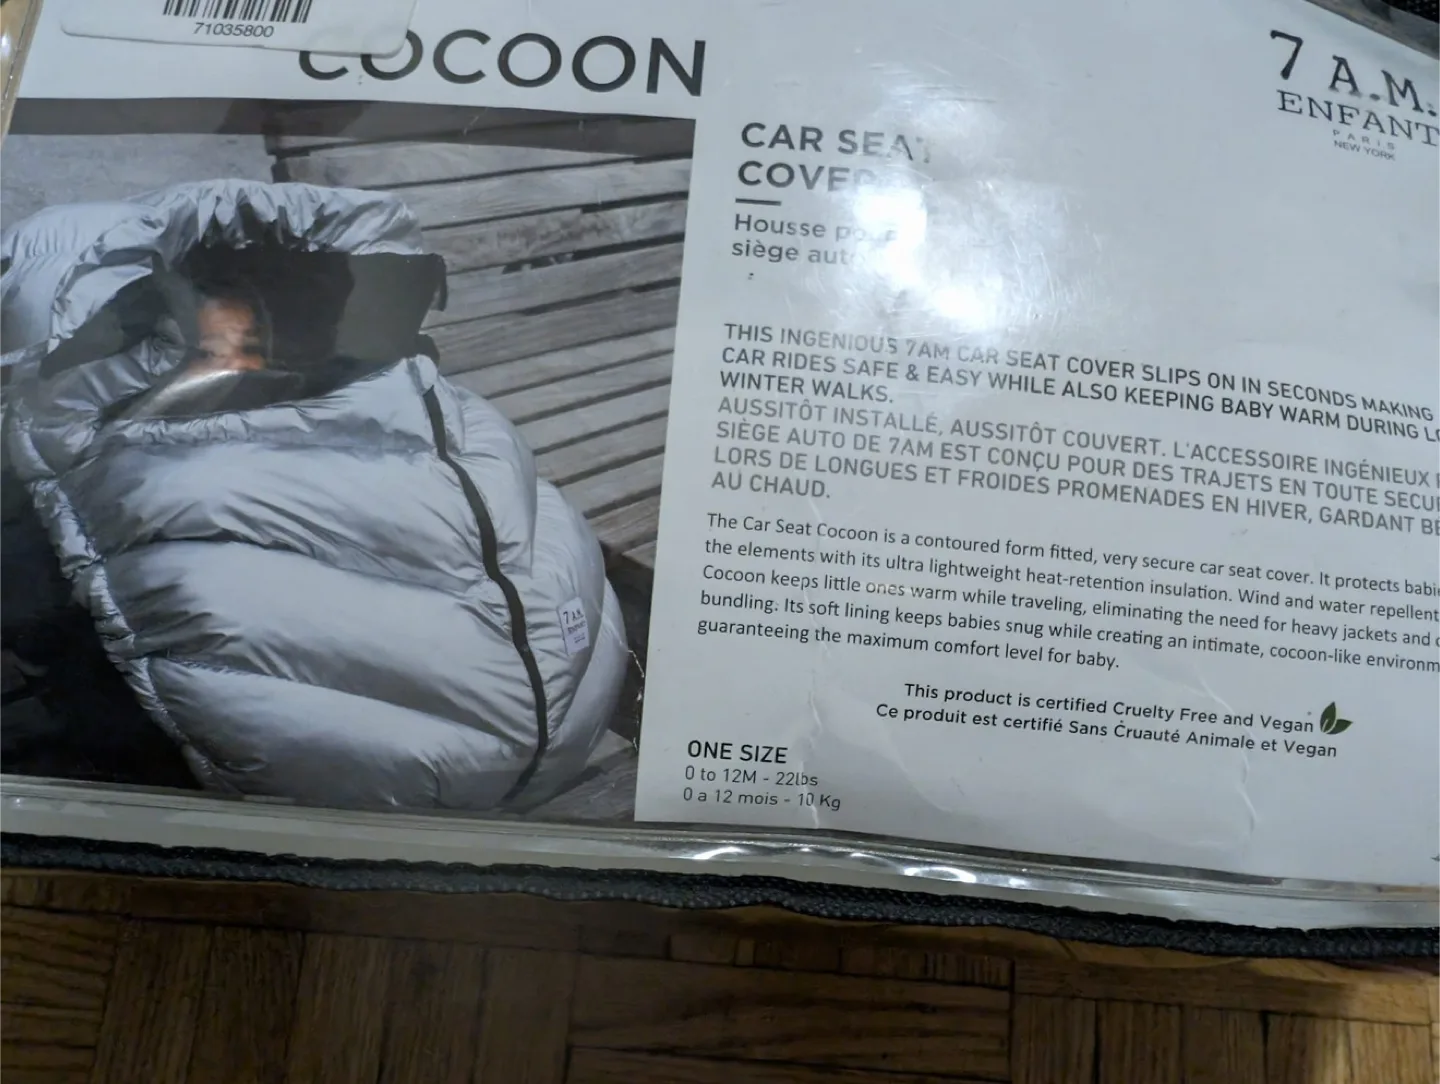 71035800
COCOON
7 A.M.
ENFANT
PARIS
NEW YORK
CAR SEAT
COVER
Housse pour
siège auto
THIS INGENIOUS 7AM CAR SEAT COVER SLIPS ON IN SECONDS MAKING
CAR RIDES SAFE & EASY WHILE ALSO KEEPING BABY WARM DURING
WINTER WALKS.
AUSSITÔT INSTALLÉ, AUSSITÔT COUVERT. L'ACCESSOIRE INGÉNIEUX
SIÈGE AUTO DE 7AM EST CONÇU POUR DES TRAJETS EN TOUTE
LORS DE LONGUES ET FROIDES PROMENADES EN HIVER, GARDANT
AU CHAUD.
The Car Seat Cocoon is a contoured form fitted, very secure car seat cover. It protects
the elements with its ultra lightweight heat-retention insulation. Wind and water repellent
Cocoon keeps little ones warm while traveling, eliminating the need for heavy jackets and
bundling. Its soft lining keeps babies snug while creating an intimate, cocoon-like
guaranteeing the maximum comfort level for baby.
This product is certified Cruelty Free and Vegan
Ce produit est certifié Sans Cruauté Animale et Vegan
ONE SIZE
0 to 12M - 22lbs
0 a 12 mois - 10 Kg
7 A.M.
ENFANT